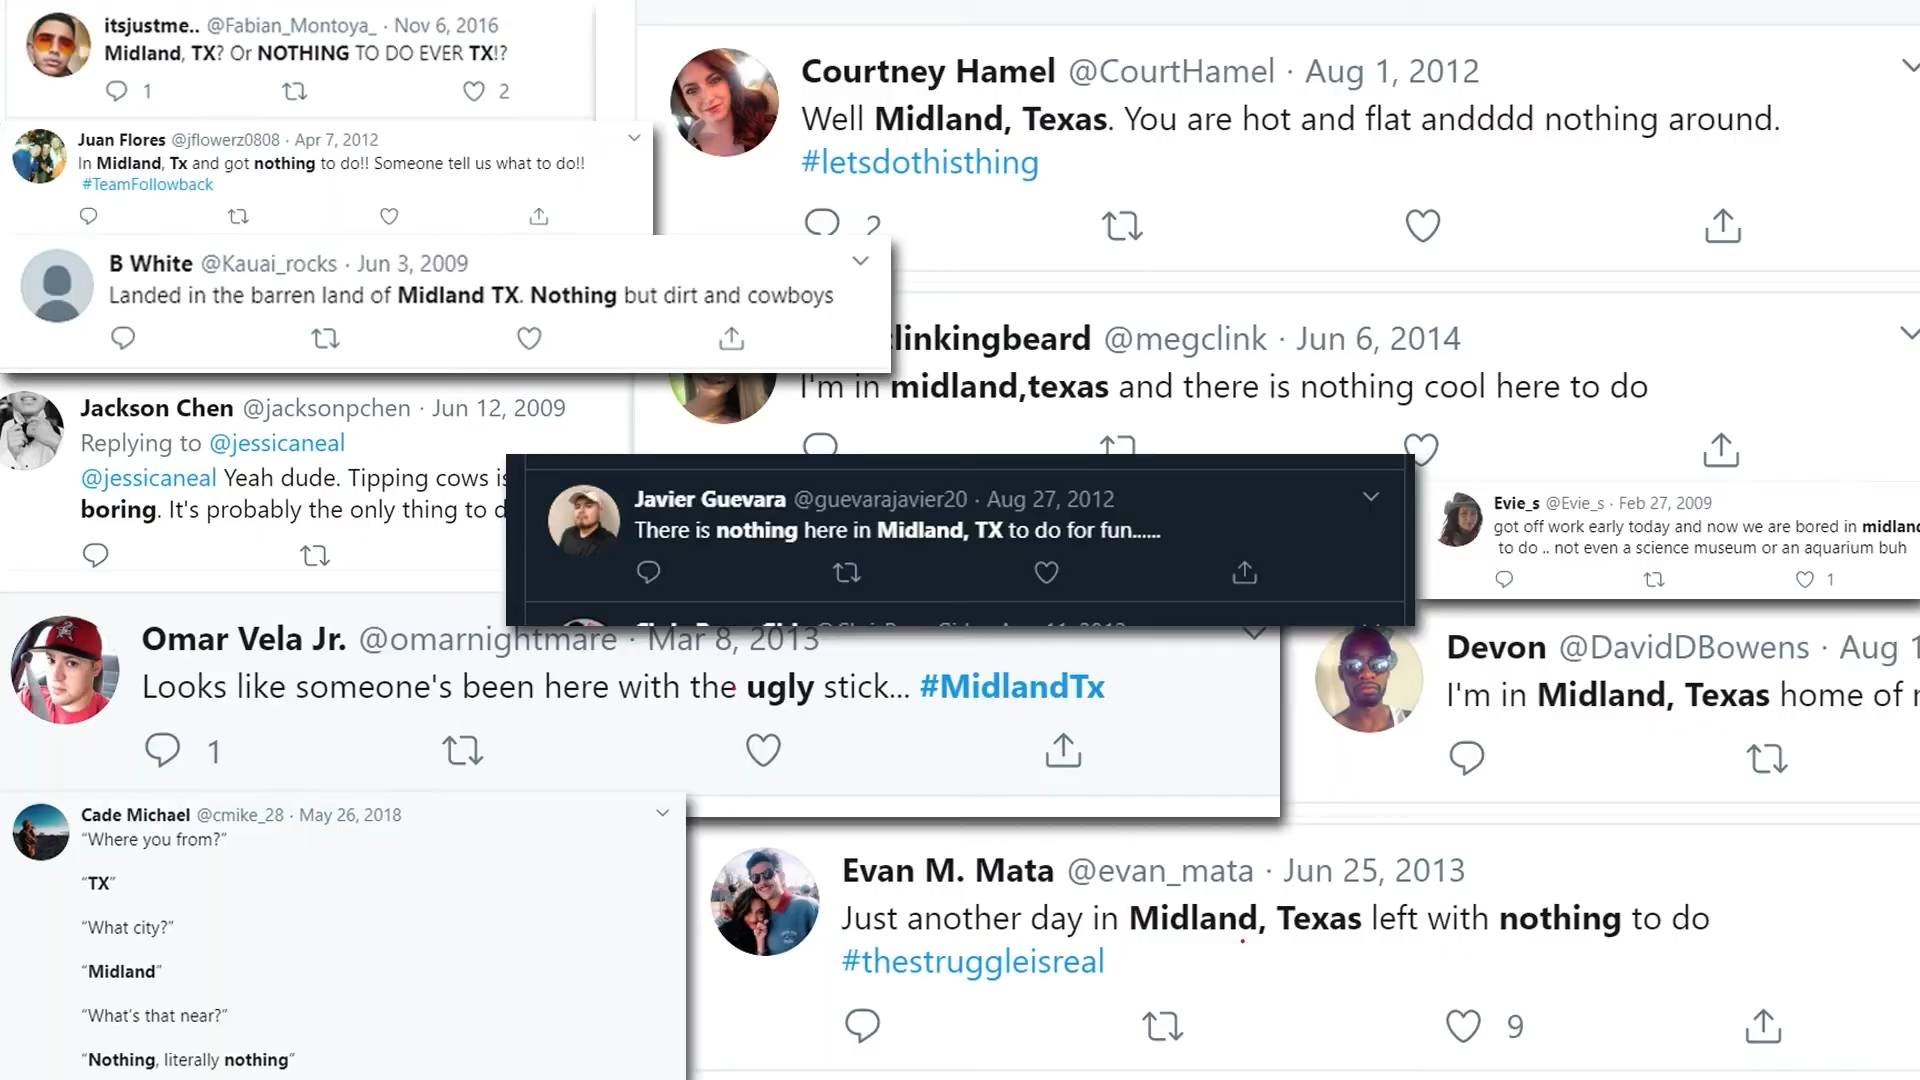 itsjustme.. @Fabian_Montoya_ · Nov 6, 2016
Midland, TX? Or NOTHING TO DO EVER TX!?
1 2
Juan Flores @jflowerz0808 · Apr 7, 2012
In Midland, Tx and got nothing to do!! Someone tell us what to do!!
#TeamFollowback
B White @Kauai_rocks · Jun 3, 2009
Landed in the barren land of Midland TX. Nothing but dirt and cowboys
Jackson Chen @jacksonpchen · Jun 12, 2009
Replying to @jessicaneal
@jessicaneal Yeah dude. Tipping cows is
boring. It's probably the only thing to
Courtney Hamel @CourtHamel · Aug 1, 2012
Well Midland, Texas. You are hot and flat andddd nothing around.
#letsdothisthing
2
clinkingbeard @megclink · Jun 6, 2014
I'm in midland,texas and there is nothing cool here to do
Javier Guevara @guevarajavier20 · Aug 27, 2012
There is nothing here in Midland, TX to do for fun......
Evie_s @Evie_s · Feb 27, 2009
got off work early today and now we are bored in midland
to do .. not even a science museum or an aquarium buh
1
Omar Vela Jr. @omarnightmare · Mar 8, 2013
Looks like someone's been here with the ugly stick... #MidlandTx
1
Devon @DavidDBowens · Aug 1
I'm in Midland, Texas home of
Cade Michael @cmike_28 · May 26, 2018
“Where you from?”
“TX”
“What city?”
“Midland”
“What's that near?”
“Nothing, literally nothing”
Evan M. Mata @evan_mata · Jun 25, 2013
Just another day in Midland, Texas left with nothing to do
#thestruggleisreal
9